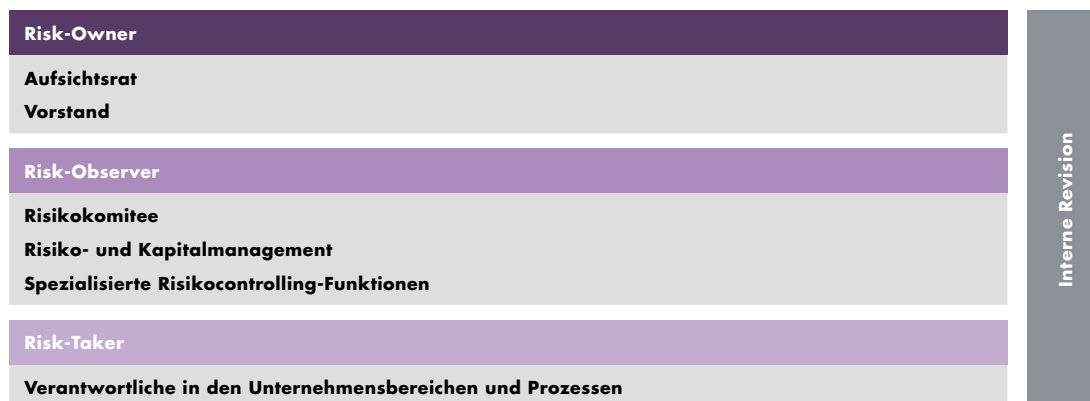 Risk-Owner
Aufsichtsrat
Vorstand
Risk-Observer
Risikokomitee
Risiko- und Kapitalmanagement
Spezialisierte Risikocontrolling-Funktionen
Risk-Taker
Verantwortliche in den Unternehmensbereichen und Prozessen
Interne Revision